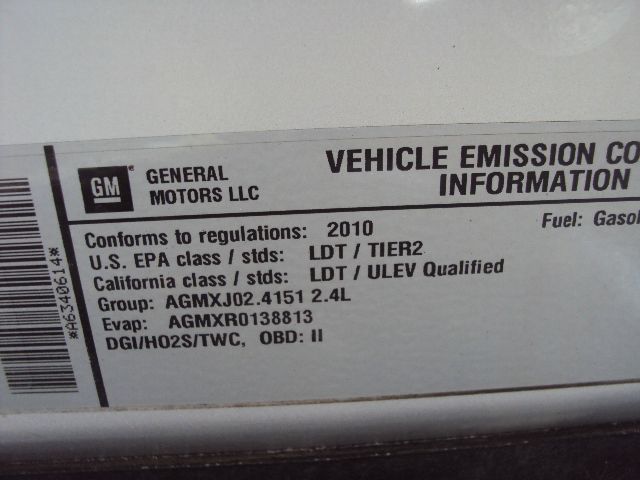 GM
GENERAL
MOTORS LLC
VEHICLE EMISSION CO
INFORMATION
Conforms to regulations: 2010
Fuel: Gasol
U.S. EPA class / stds: LDT / TIER2
California class / stds: LDT / ULEV Qualified
Group: AGMXJ02.4151 2.4L
Evap: AGMXR0138813
DGI/HO2S/TWC, OBD: II
*A6340614*